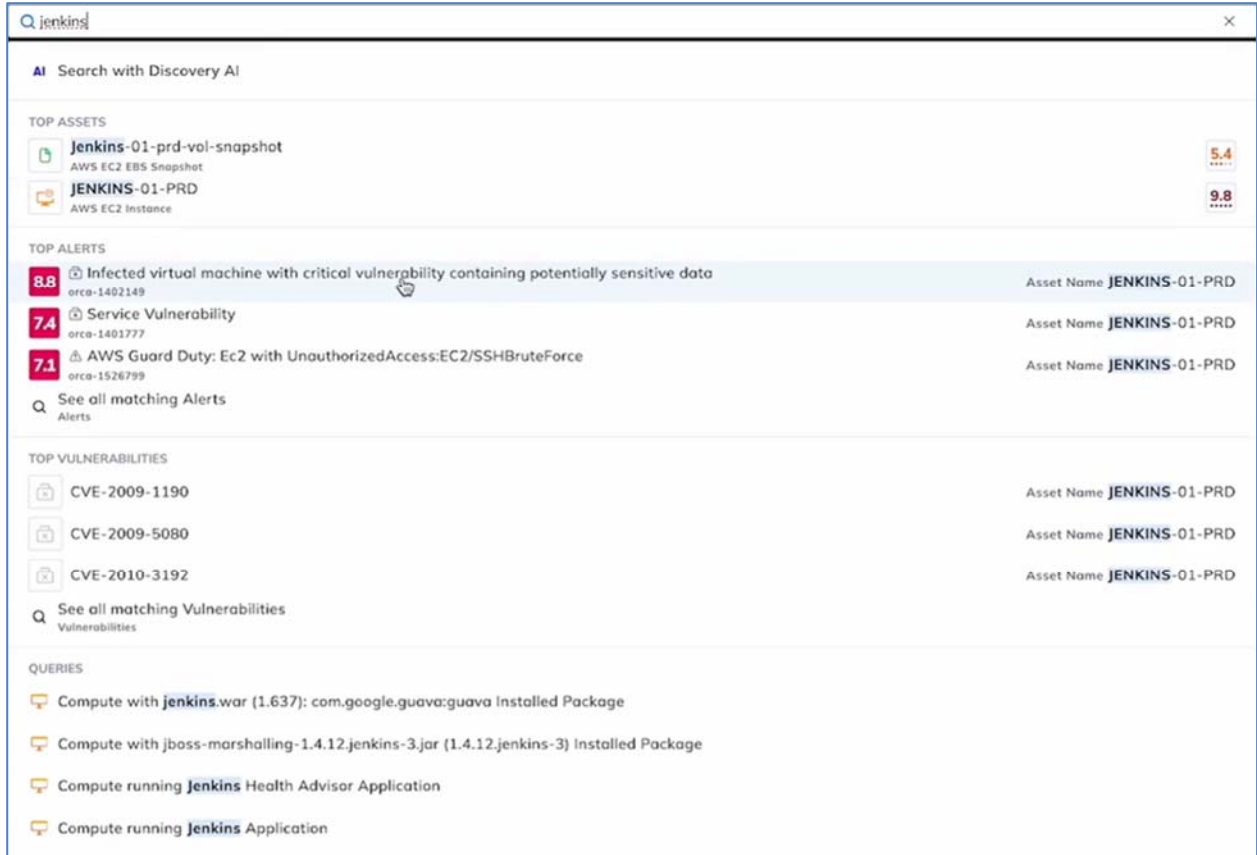 jenkins
AI Search with Discovery AI
TOP ASSETS
Jenkins-01-prd-vol-snapshot
AWS EC2 EBS Snapshot
5.4
JENKINS-01-PRD
AWS EC2 Instance
9.8
TOP ALERTS
8.8 Infected virtual machine with critical vulnerability containing potentially sensitive data
orca-1402149
Asset Name JENKINS-01-PRD
7.4 Service Vulnerability
orca-1401777
Asset Name JENKINS-01-PRD
7.1 AWS Guard Duty: Ec2 with UnauthorizedAccess:EC2/SSHBruteForce
orca-1526799
Asset Name JENKINS-01-PRD
See all matching Alerts
Alerts
TOP VULNERABILITIES
CVE-2009-1190 Asset Name JENKINS-01-PRD
CVE-2009-5080 Asset Name JENKINS-01-PRD
CVE-2010-3192 Asset Name JENKINS-01-PRD
See all matching Vulnerabilities
Vulnerabilities
QUERIES
Compute with jenkins.war (1.637): com.google.guava:guava Installed Package
Compute with jboss-marshalling-1.4.12.jenkins-3.jar (1.4.12.jenkins-3) Installed Package
Compute running Jenkins Health Advisor Application
Compute running Jenkins Application